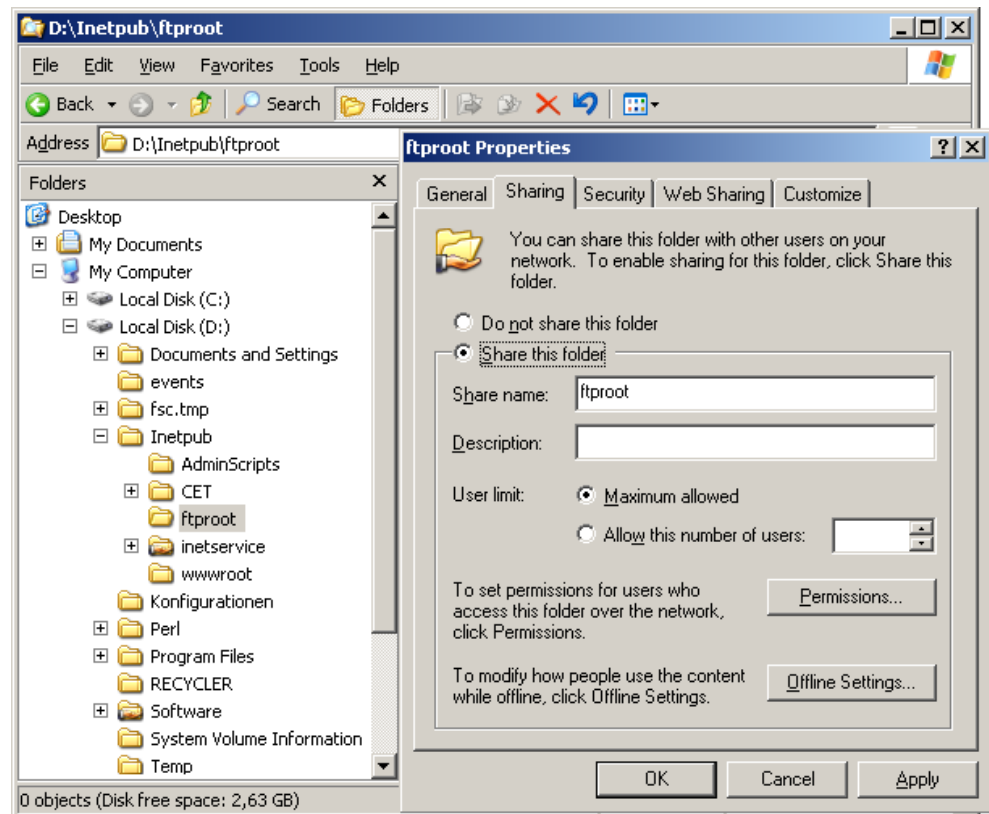 D:\Inetpub\ftproot
File Edit View Favorites Tools Help
Back Search Folders
Address D:\Inetpub\ftproot
Folders
Desktop
My Documents
My Computer
Local Disk (C:)
Local Disk (D:)
Documents and Settings
events
fsc.tmp
Inetpub
AdminScripts
CET
ftproot
inetservice
wwwroot
Konfigurationen
Perl
Program Files
RECYCLER
Software
System Volume Information
Temp
0 objects (Disk free space: 2,63 GB)
ftproot Properties
General Sharing Security Web Sharing Customize
You can share this folder with other users on your
network. To enable sharing for this folder, click Share this
folder.
Do not share this folder
Share this folder
Share name: ftproot
Description:
User limit: Maximum allowed
Allow this number of users:
To set permissions for users who
access this folder over the network,
click Permissions.
Permissions...
To modify how people use the content
while offline, click Offline Settings.
Offline Settings...
OK Cancel Apply